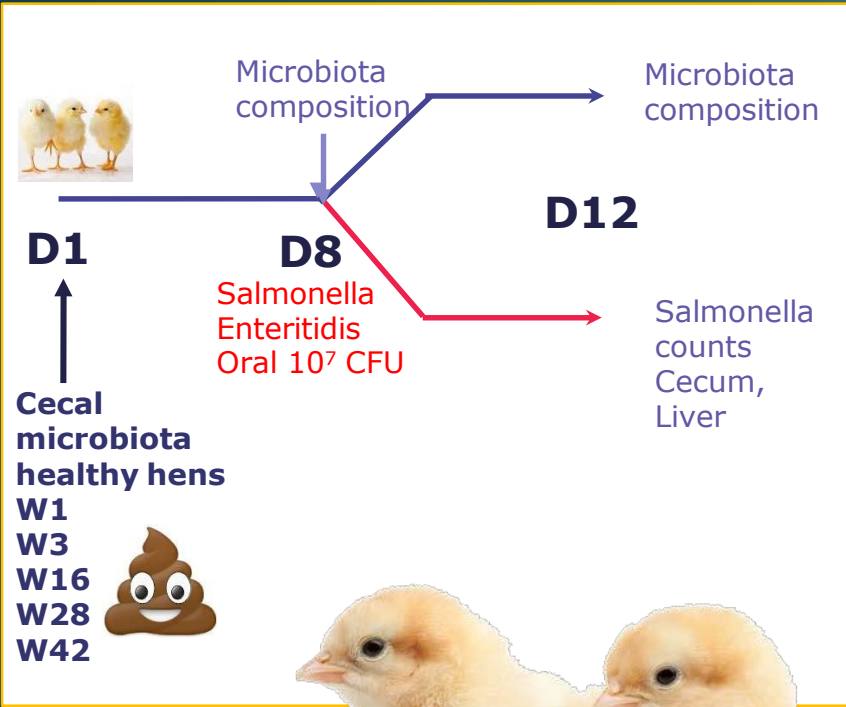 Microbiota
composition
Microbiota
composition
D1
D8
D12
Salmonella
Enteritidis
Oral 10⁷ CFU
Salmonella
counts
Cecum,
Liver
Cecal
microbiota
healthy hens
W1
W3
W16
W28
W42